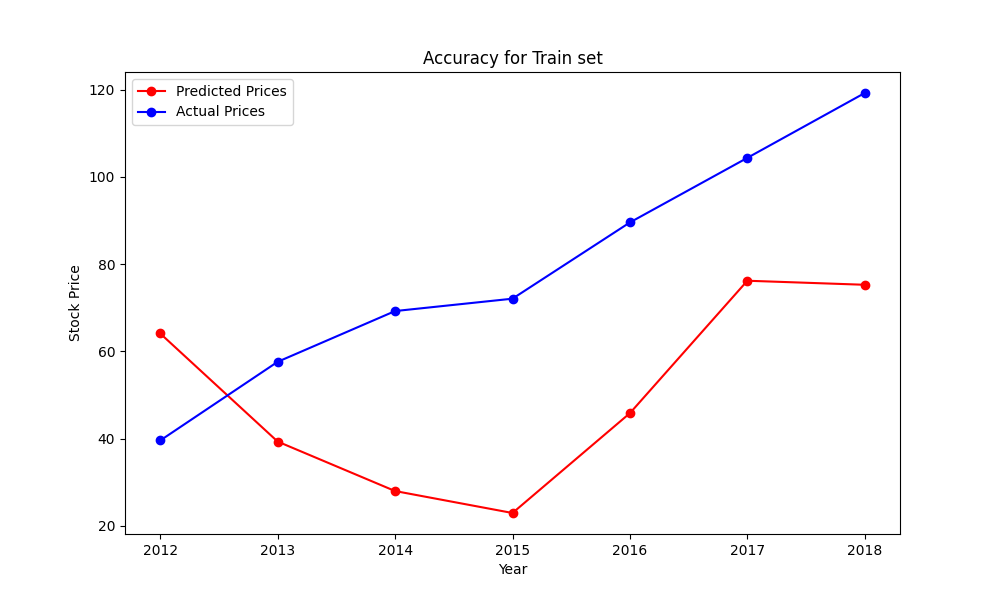 Accuracy for Train set
Predicted Prices
Actual Prices
120
100
80
60
40
20
Stock Price
2012 2013 2014 2015 2016 2017 2018
Year